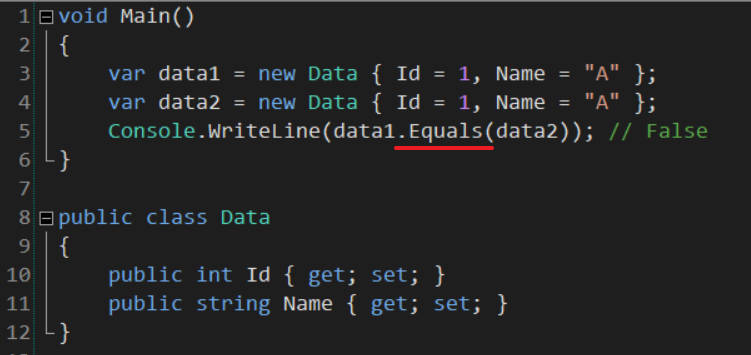 1 void Main()
2 {
3 var data1 = new Data { Id = 1, Name = "A" };
4 var data2 = new Data { Id = 1, Name = "A" };
5 Console.WriteLine(data1.Equals(data2)); // False
6 }
7
8 public class Data
9 {
10 public int Id { get; set; }
11 public string Name { get; set; }
12 }